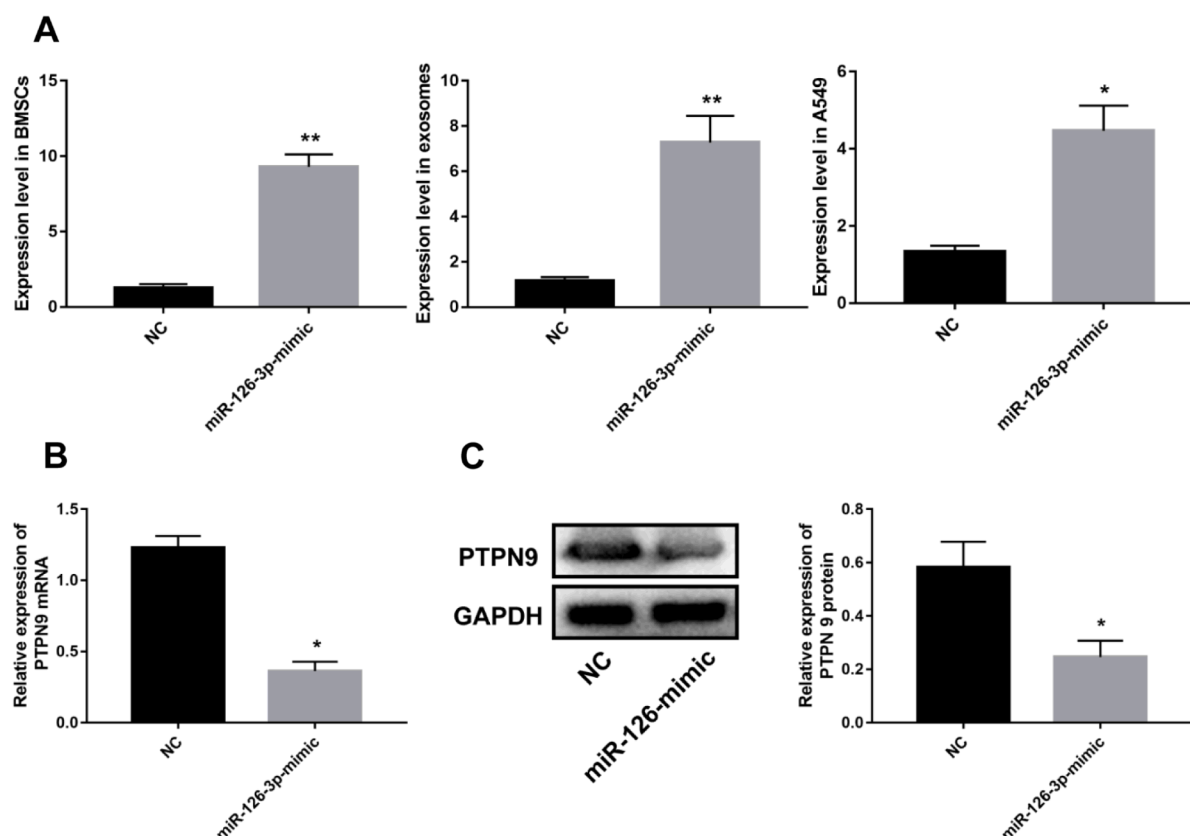 A
Expression level in BMSCs
15
10
5
0
**
NC
miR-126-3p-mimic
Expression level in exosomes
10
8
6
4
2
0
**
NC
miR-126-3p-mimic
Expression level in A549
6
4
2
0
*
NC
miR-126-3p-mimic
B
Relative expression of
PTPN9 mRNA
1.5
1.0
0.5
0.0
*
NC
miR-126-3p-mimic
C
PTPN9
GAPDH
NC
miR-126-mimic
Relative expression of
PTPN 9 protein
0.8
0.6
0.4
0.2
0.0
*
NC
miR-126-3p-mimic